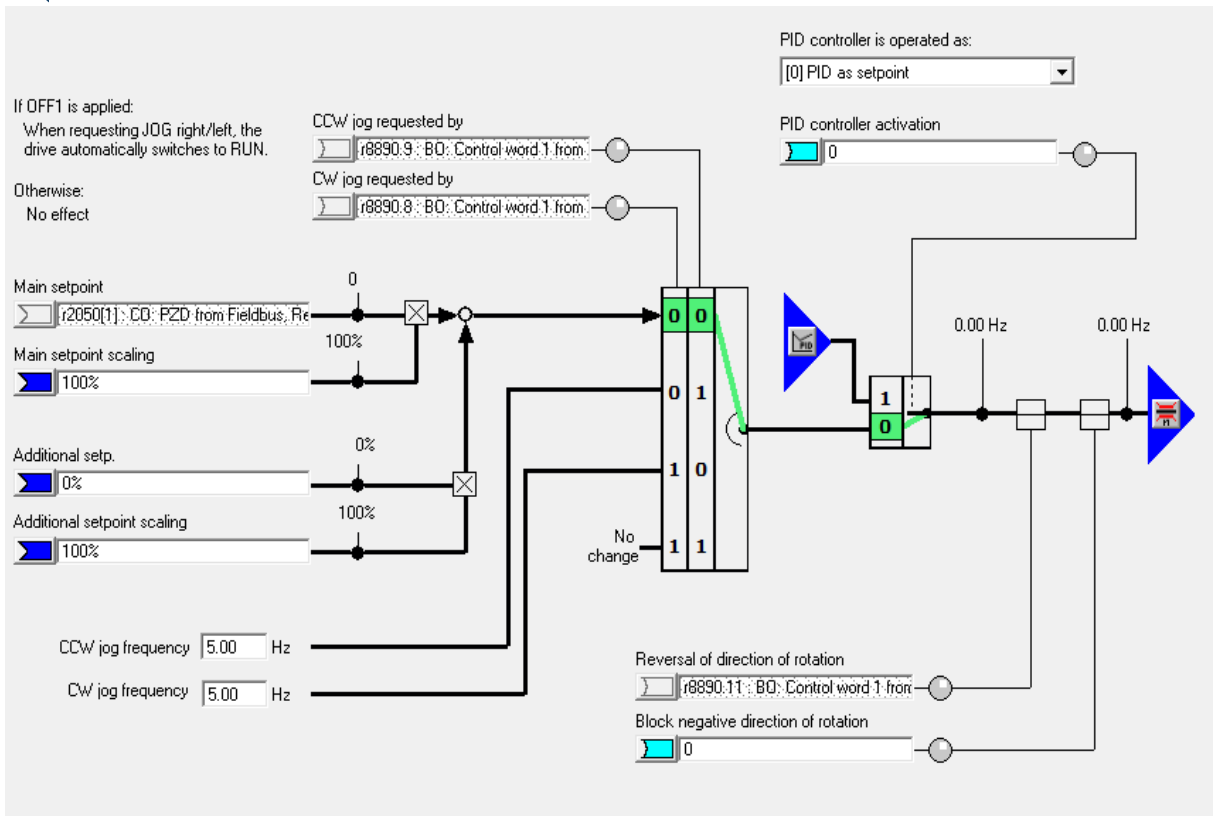 PID controller is operated as:
[0] PID as setpoint
If OFF1 is applied:
When requesting JOG right/left, the
drive automatically switches to RUN.
Otherwise:
No effect
CCW jog requested by
r8890.9 : BO: Control word 1 from
CW jog requested by
r8890.8 : BO: Control word 1 from
PID controller activation
0
Main setpoint
r2050[1] : CO: PZD from Fieldbus, Re
0
Main setpoint scaling
100%
100%
Additional setp.
0%
0%
Additional setpoint scaling
100%
100%
0 0
0 1
1 0
No
change
1 1
PID
1
0
0.00 Hz
0.00 Hz
M
CCW jog frequency 5.00 Hz
CW jog frequency 5.00 Hz
Reversal of direction of rotation
r8890.11 : BO: Control word 1 from
Block negative direction of rotation
0